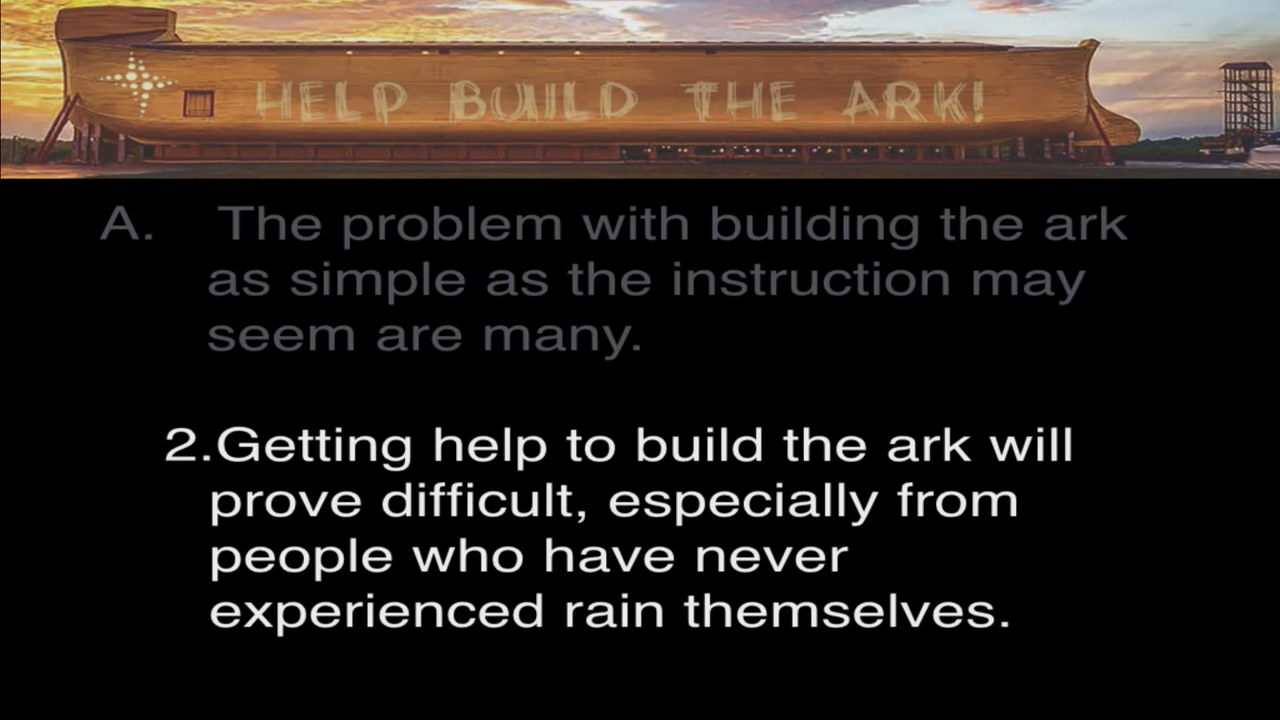 HELP BUILD THE ARK!
A. The problem with building the ark
as simple as the instruction may
seem are many.
2.Getting help to build the ark will
prove difficult, especially from
people who have never
experienced rain themselves.